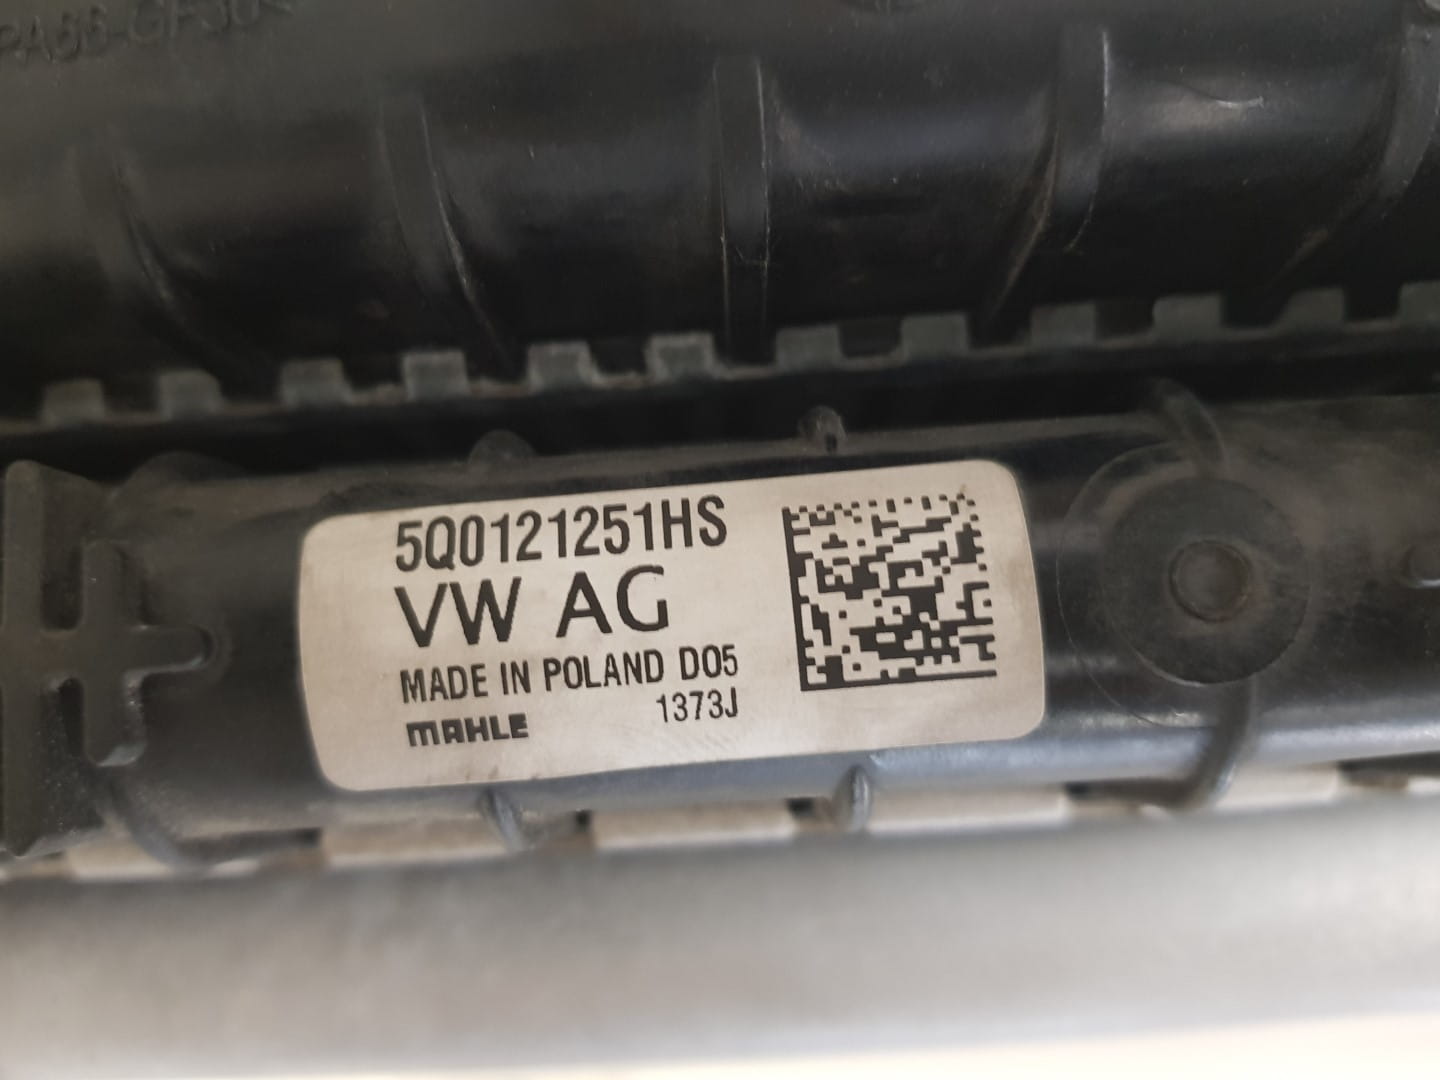 5Q0121251HS
VW AG
MADE IN POLAND D05
MAHLE 1373J